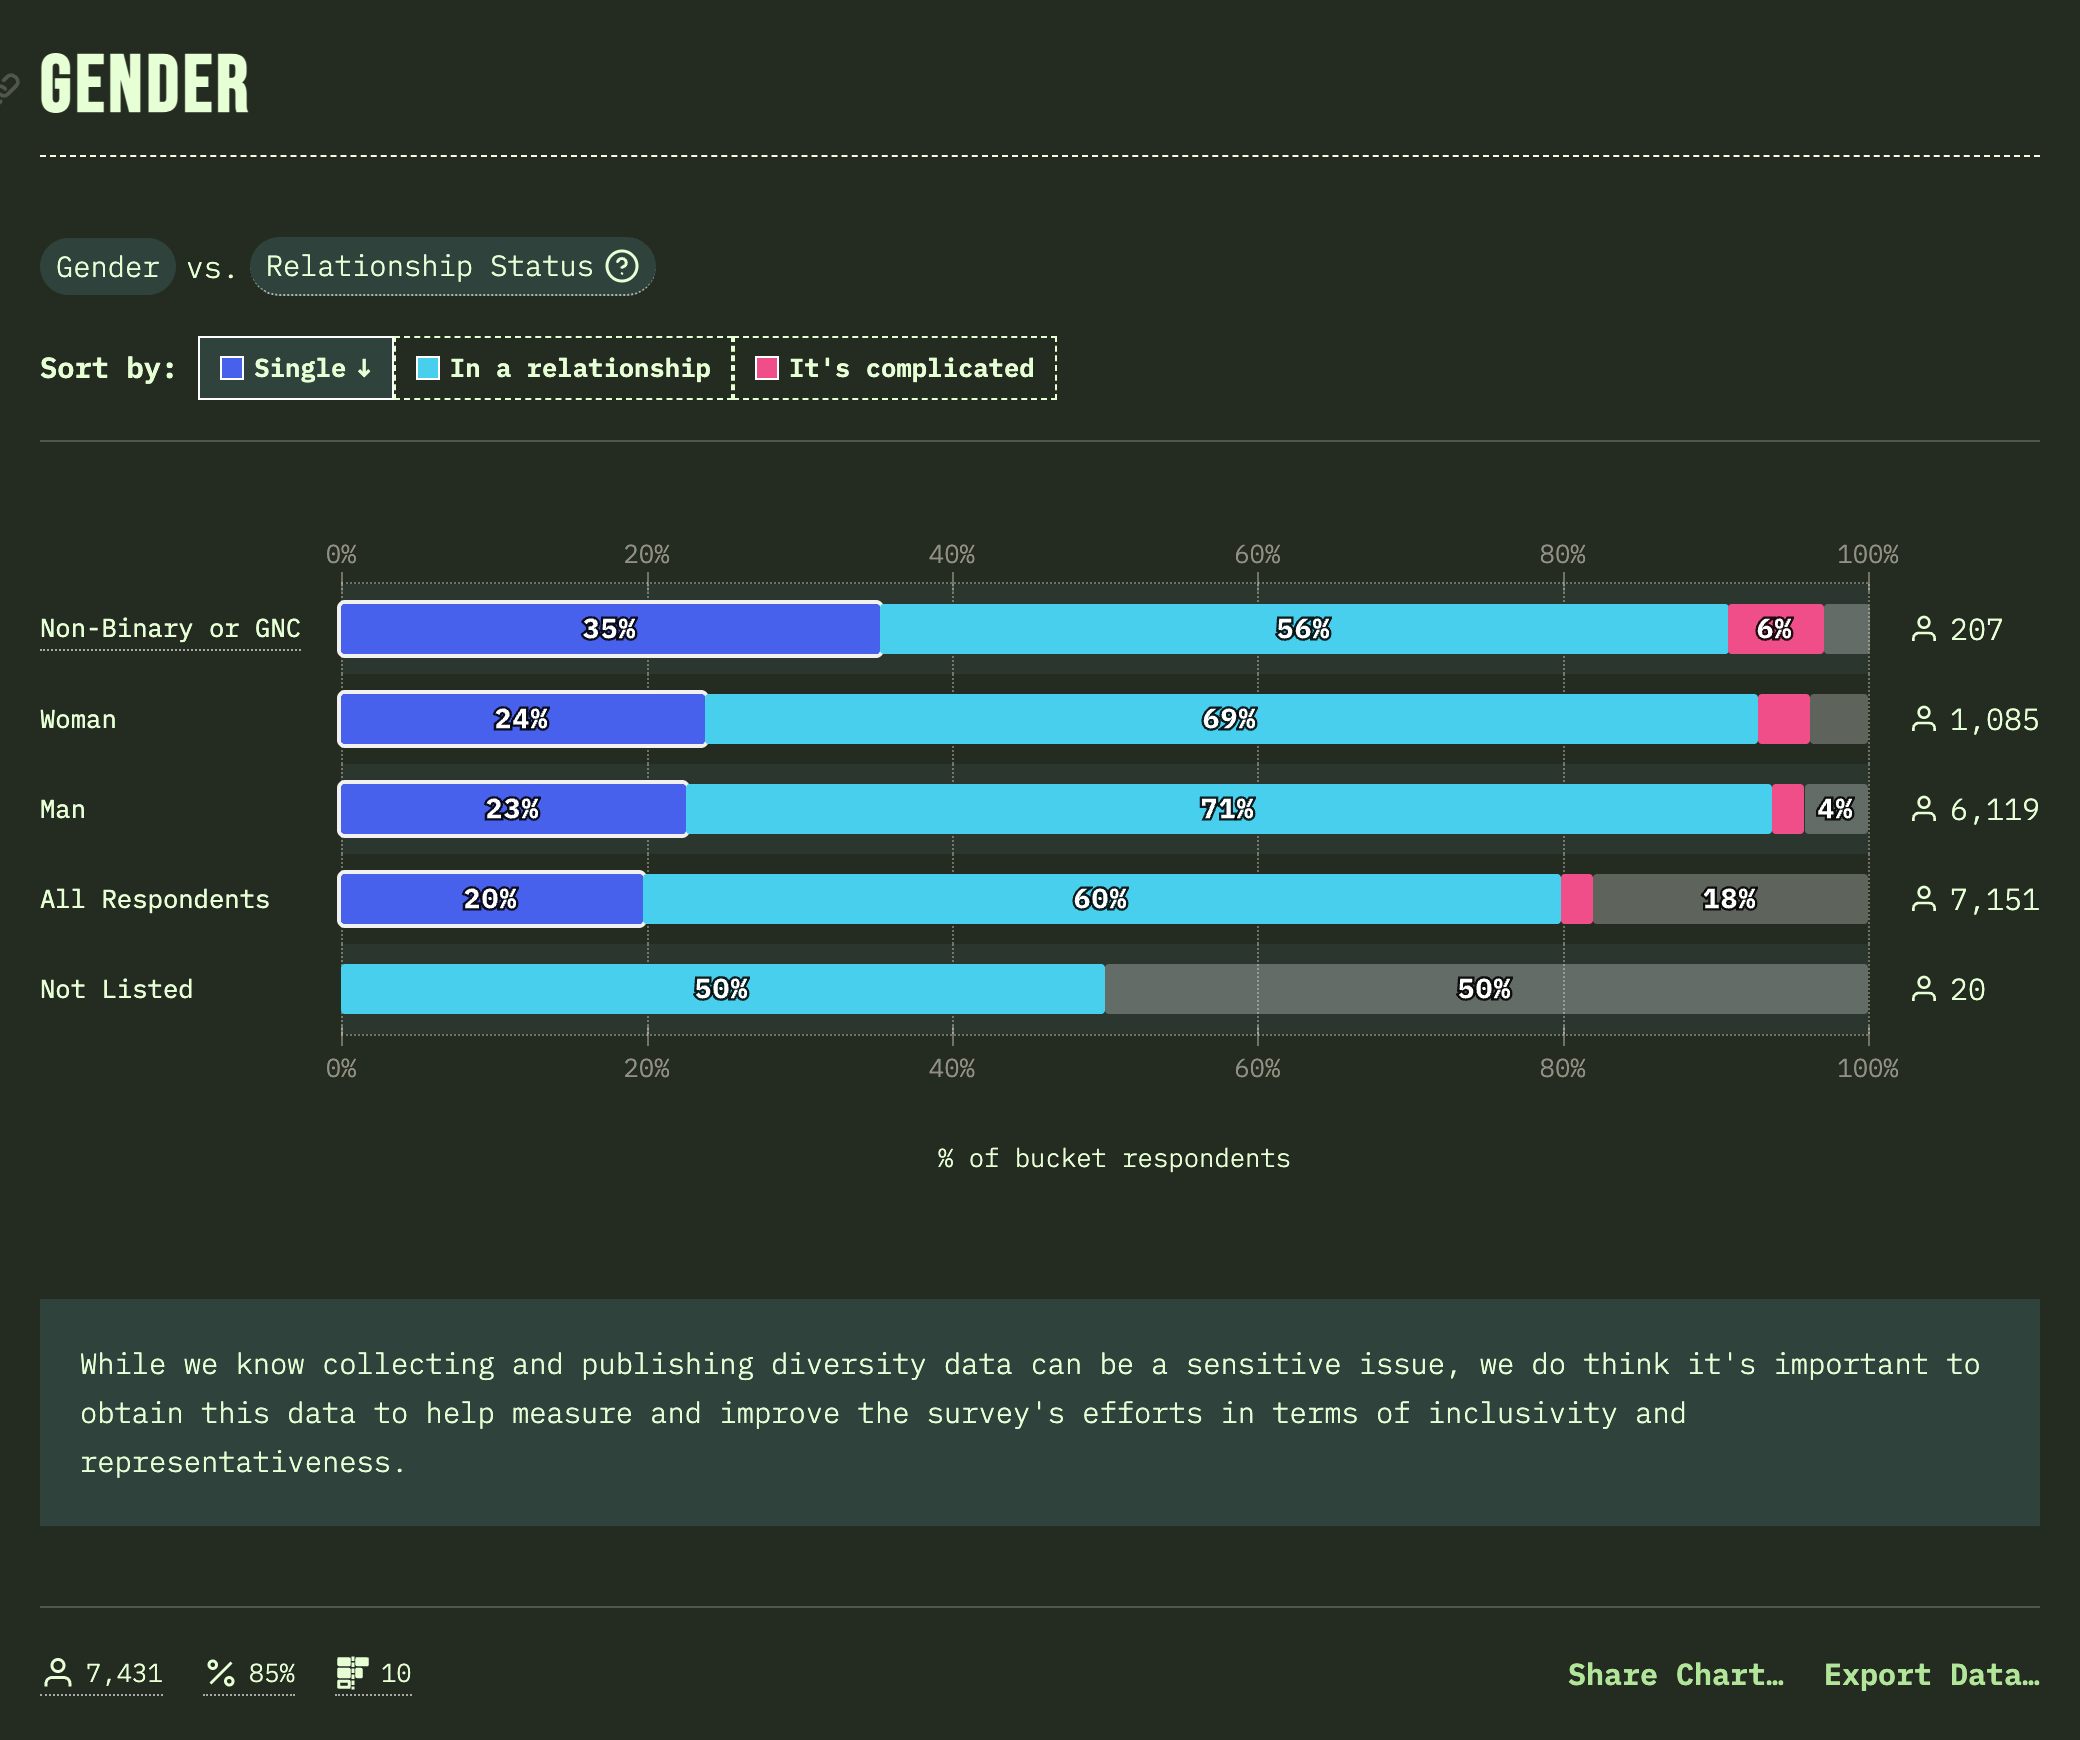 GENDER
Gender vs. Relationship Status
Sort by: Single ↓ In a relationship It's complicated
0% 20% 40% 60% 80% 100%
Non-Binary or GNC 35% 56% 6% 207
Woman 24% 69% 1,085
Man 23% 71% 4% 6,119
All Respondents 20% 60% 18% 7,151
Not Listed 50% 50% 20
0% 20% 40% 60% 80% 100%
% of bucket respondents
While we know collecting and publishing diversity data can be a sensitive issue, we do think it's important to
obtain this data to help measure and improve the survey's efforts in terms of inclusivity and
representativeness.
7,431 % 85% 10 Share Chart… Export Data…